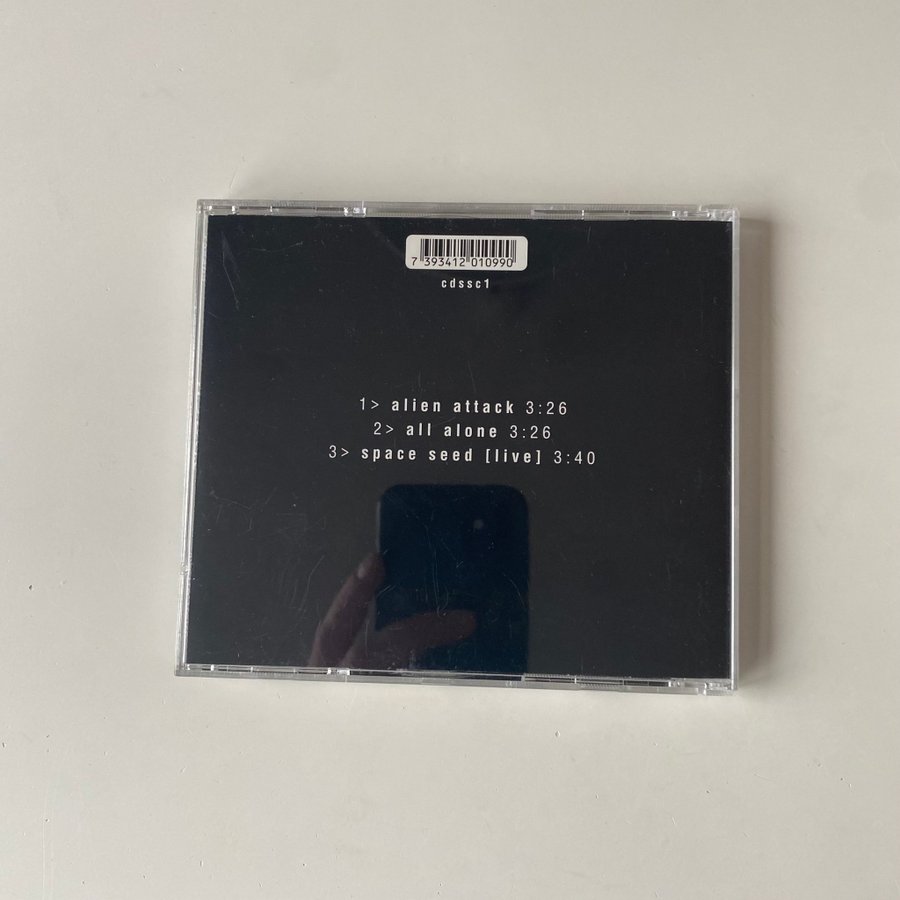 7 393412 010990
cdssc1
1> alien attack 3:26
2> all alone 3:26
3> space seed [live] 3:40